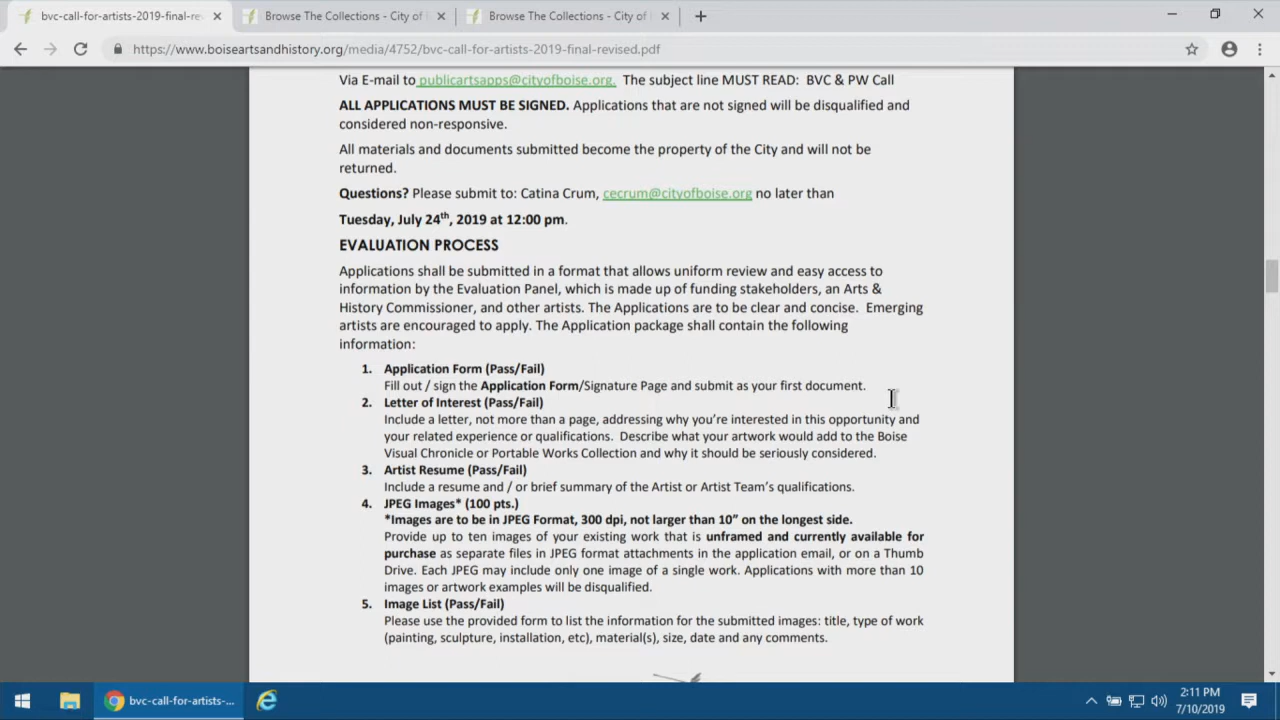 bvc-call-for-artists-2019-final-rev
Browse The Collections - City of
Browse The Collections - City of
https://www.boiseartsandhistory.org/media/4752/bvc-call-for-artists-2019-final-revised.pdf
Via E-mail to publicartsapps@cityofboise.org. The subject line MUST READ: BVC & PW Call
ALL APPLICATIONS MUST BE SIGNED. Applications that are not signed will be disqualified and
considered non-responsive.
All materials and documents submitted become the property of the City and will not be
returned.
Questions? Please submit to: Catina Crum, cecrum@cityofboise.org no later than
Tuesday, July 24th, 2019 at 12:00 pm.
EVALUATION PROCESS
Applications shall be submitted in a format that allows uniform review and easy access to
information by the Evaluation Panel, which is made up of funding stakeholders, an Arts &
History Commissioner, and other artists. The Applications are to be clear and concise. Emerging
artists are encouraged to apply. The Application package shall contain the following
information:
1. Application Form (Pass/Fail)
Fill out / sign the Application Form/Signature Page and submit as your first document.
2. Letter of Interest (Pass/Fail)
Include a letter, not more than a page, addressing why you're interested in this opportunity and
your related experience or qualifications. Describe what your artwork would add to the Boise
Visual Chronicle or Portable Works Collection and why it should be seriously considered.
3. Artist Resume (Pass/Fail)
Include a resume and / or brief summary of the Artist or Artist Team's qualifications.
4. JPEG Images* (100 pts.)
*Images are to be in JPEG Format, 300 dpi, not larger than 10” on the longest side.
Provide up to ten images of your existing work that is unframed and currently available for
purchase as separate files in JPEG format attachments in the application email, or on a Thumb
Drive. Each JPEG may include only one image of a single work. Applications with more than 10
images or artwork examples will be disqualified.
5. Image List (Pass/Fail)
Please use the provided form to list the information for the submitted images: title, type of work
(painting, sculpture, installation, etc), material(s), size, date and any comments.
bvc-call-for-artists-...
2:11 PM
7/10/2019